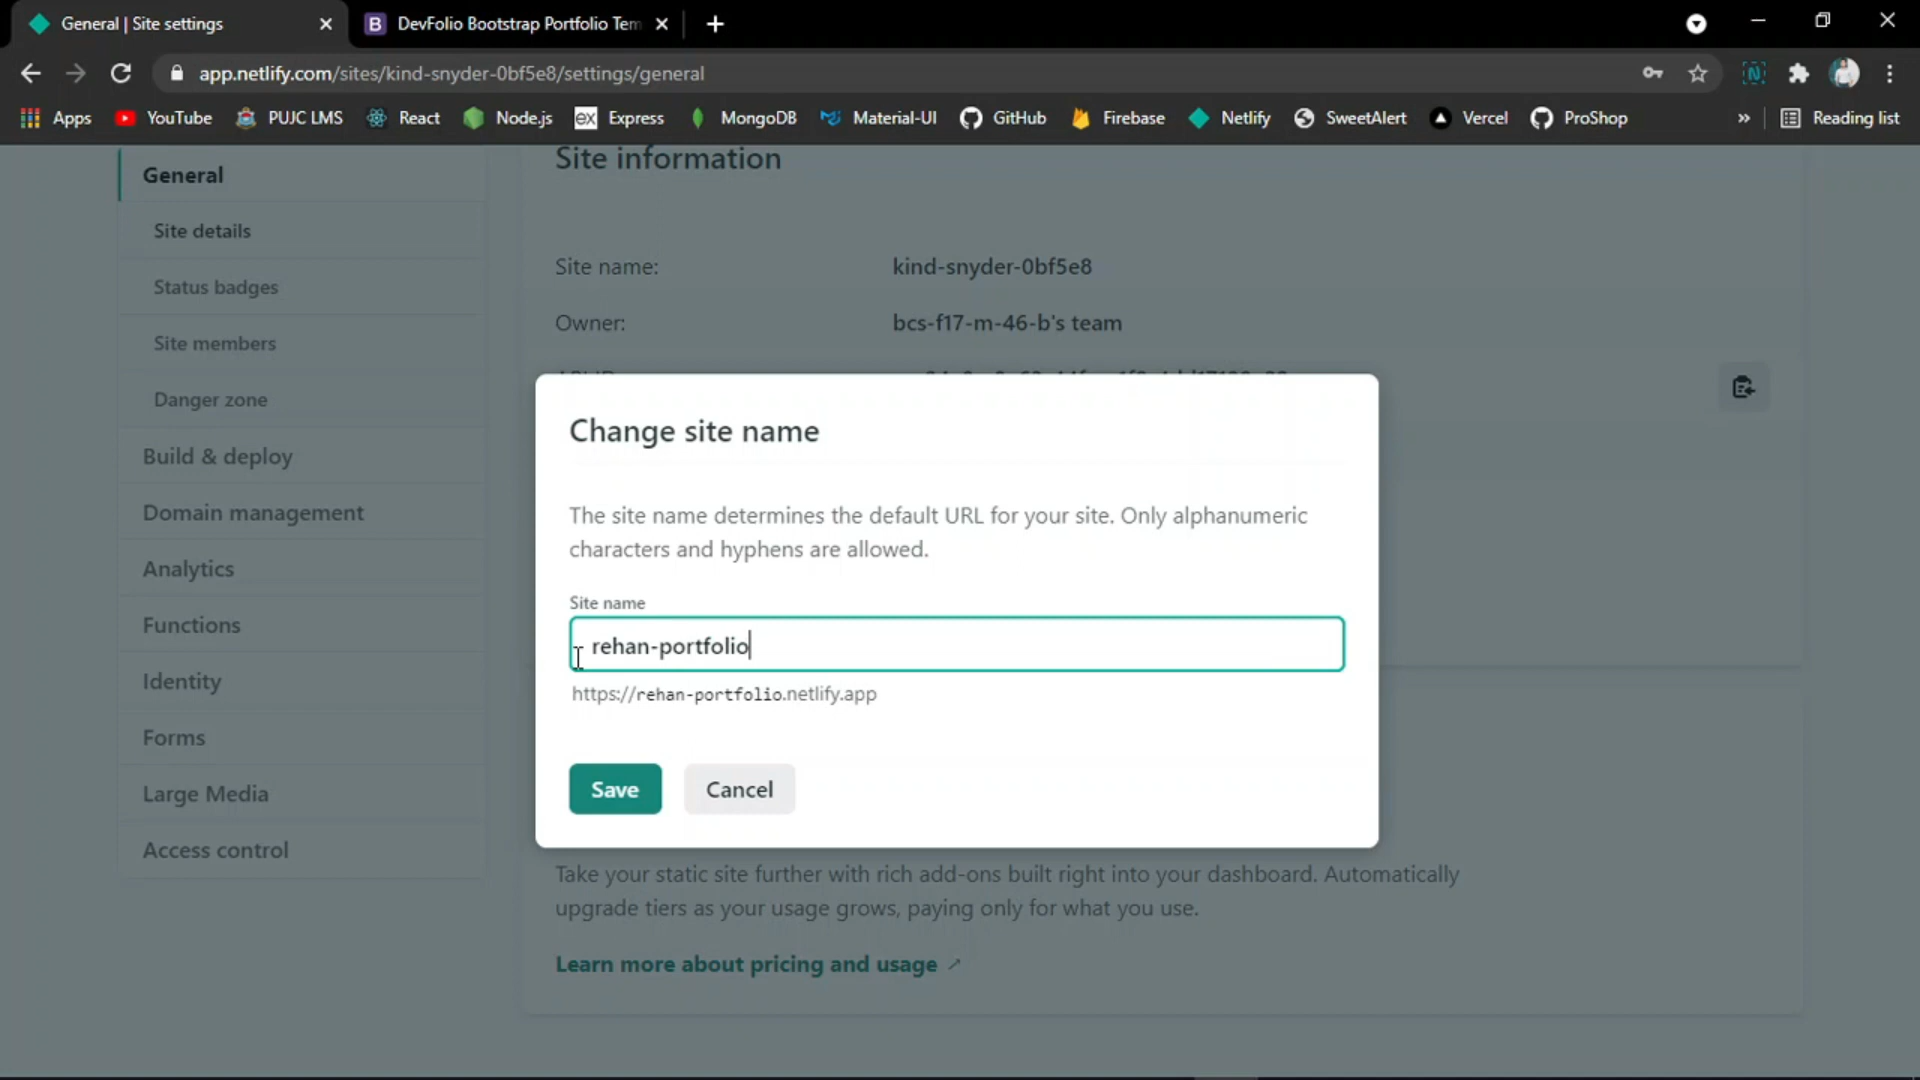 General | Site settings
B DevFolio Bootstrap Portfolio Tem
app.netlify.com/sites/kind-snyder-0bf5e8/settings/general
Apps YouTube PUJC LMS React Node.js ex Express MongoDB Material-UI GitHub Firebase Netlify SweetAlert Vercel ProShop » Reading list
General
Site details
Status badges
Site members
Danger zone
Build & deploy
Domain management
Analytics
Functions
Identity
Forms
Large Media
Access control
Site information
Site name: kind-snyder-0bf5e8
Owner: bcs-f17-m-46-b's team
Change site name
The site name determines the default URL for your site. Only alphanumeric
characters and hyphens are allowed.
Site name
rehan-portfolio
https://rehan-portfolio.netlify.app
Save Cancel
Take your static site further with rich add-ons built right into your dashboard. Automatically
upgrade tiers as your usage grows, paying only for what you use.
Learn more about pricing and usage